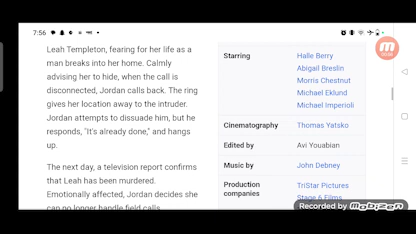 7:56
Leah Templeton, fearing for her life as a
man breaks into her home. Calmly
advising her to hide, when the call is
disconnected, Jordan calls back. The ring
gives her location away to the intruder.
Jordan attempts to dissuade him, but he
responds, "It's already done," and hangs
up.
The next day, a television report confirms
that Leah has been murdered.
Emotionally affected, Jordan decides she
can no longer handle field calls
Starring
Halle Berry
Abigail Breslin
Morris Chestnut
Michael Eklund
Michael Imperioli
Cinematography
Thomas Yatsko
Edited by
Avi Youabian
Music by
John Debney
Production
companies
TriStar Pictures
Stage 6 Films
Recorded by Mobizen